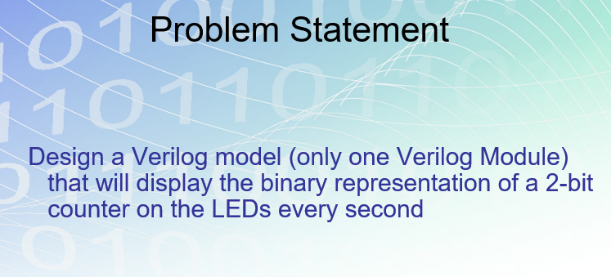 Problem Statement
Design a Verilog model (only one Verilog Module)
that will display the binary representation of a 2-bit
counter on the LEDs every second